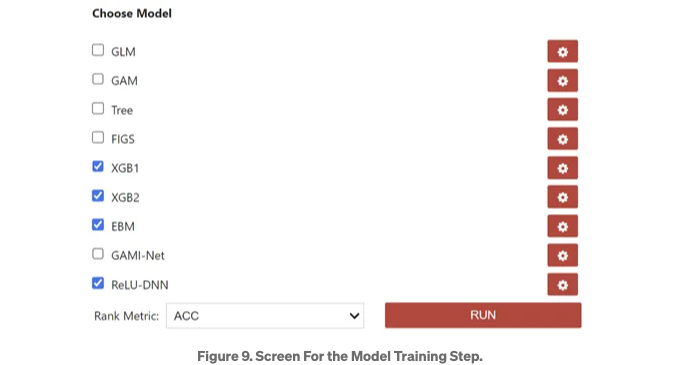 Choose Model
GLM
GAM
Tree
FIGS
XGB1
XGB2
EBM
GAMI-Net
ReLU-DNN
Rank Metric: ACC RUN
Figure 9. Screen For the Model Training Step.